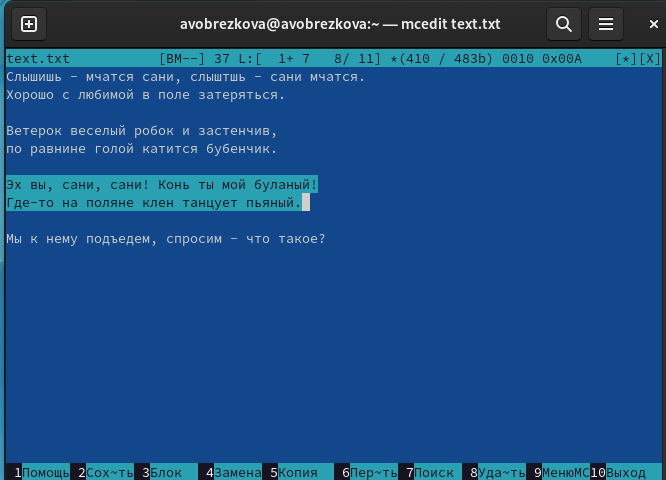 avobrezkova@avobrezkova:~ — mcedit text.txt
text.txt [BM--] 37 L:[ 1+ 7 8/ 11] *(410 / 483b) 0010 0x00A [*][X]
Слышишь - мчатся сани, слыштшь - сани мчатся.
Хорошо с любимой в поле затеряться.
Ветерок веселый робок и застенчив,
по равнине голой катится бубенчик.
Эх вы, сани, сани! Конь ты мой буланый!
Где-то на поляне клен танцует пьяный.
Мы к нему подъедем, спросим - что такое?
1Помощь 2Сох~ть 3Блок 4Замена 5Копия 6Пер~ть 7Поиск 8Уда~ть 9МенюMC10Выход